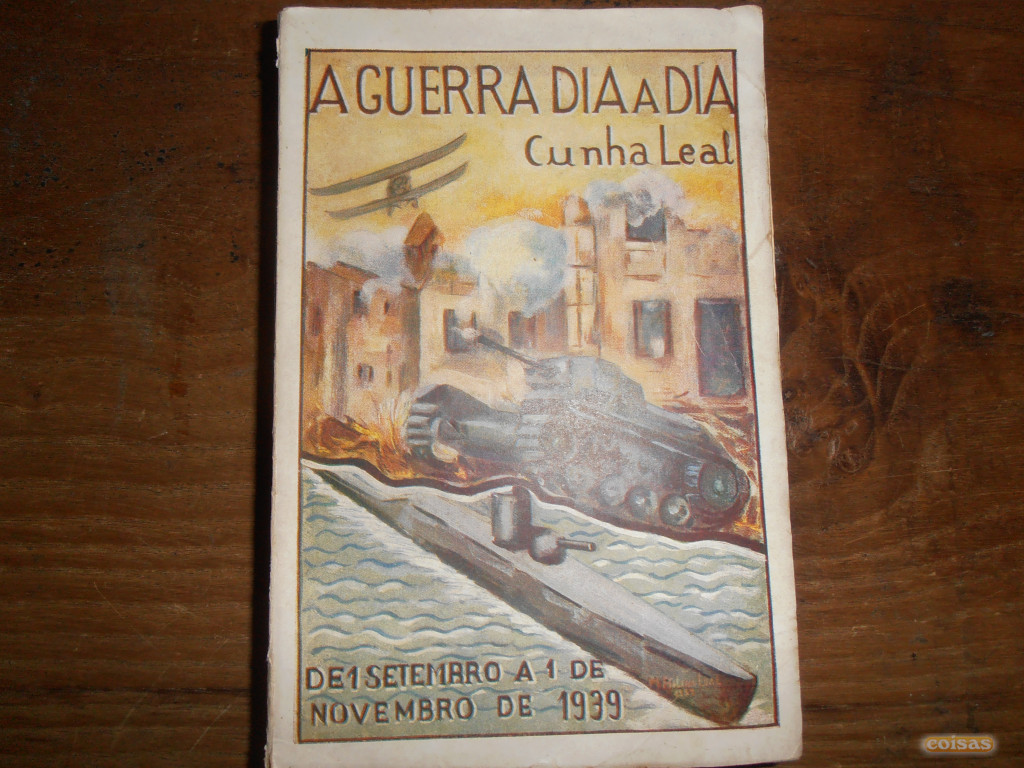 A GUERRA DIA A DIA
Cunha Leal
DE 1 SETEMBRO A 1 DE
NOVEMBRO DE 1939
coisas